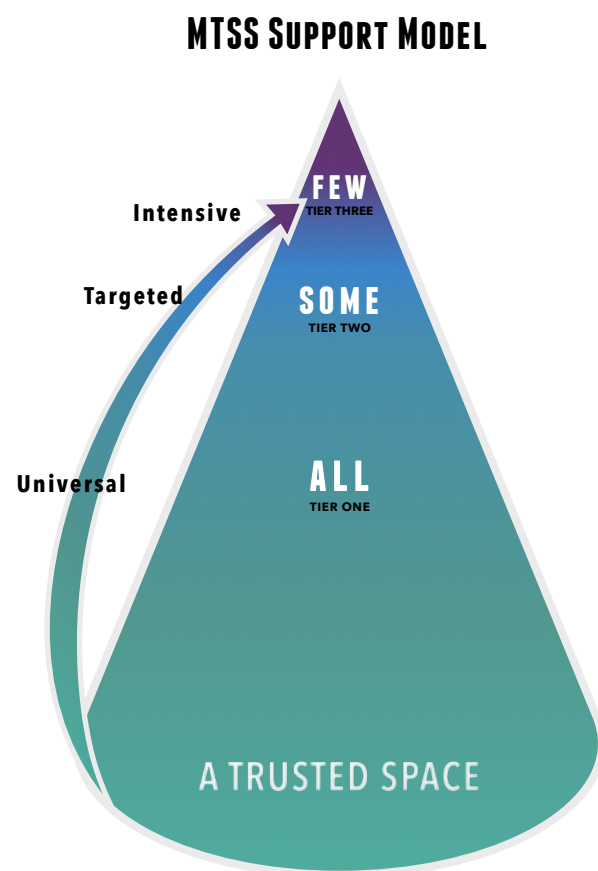 MTSS SUPPORT MODEL
FEW
TIER THREE
Intensive
SOME
TIER TWO
Targeted
ALL
TIER ONE
Universal
A TRUSTED SPACE